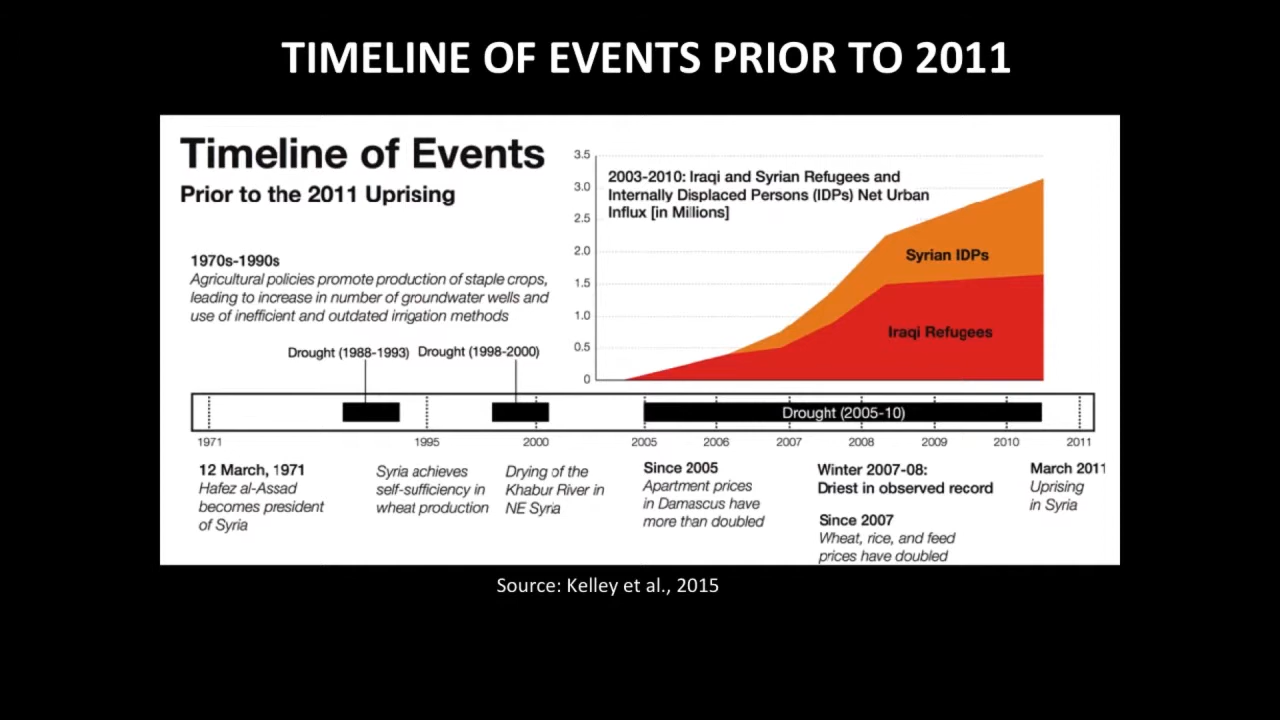 TIMELINE OF EVENTS PRIOR TO 2011
Timeline of Events
Prior to the 2011 Uprising
1970s-1990s
Agricultural policies promote production of staple crops,
leading to increase in number of groundwater wells and
use of inefficient and outdated irrigation methods
2003-2010: Iraqi and Syrian Refugees and
Internally Displaced Persons (IDPs) Net Urban
Influx [in Millions]
3.5
3.0
2.5
2.0
1.5
1.0
0.5
0
Syrian IDPs
Iraqi Refugees
Drought (1988-1993)
Drought (1998-2000)
Drought (2005-10)
1971
1995
2000
2005
2006
2007
2008
2009
2010
2011
12 March, 1971
Hafez al-Assad
becomes president
of Syria
Syria achieves
self-sufficiency in
wheat production
Drying of the
Khabur River in
NE Syria
Since 2005
Apartment prices
in Damascus have
more than doubled
Winter 2007-08:
Driest in observed record
Since 2007
Wheat, rice, and feed
prices have doubled
March 2011
Uprising
in Syria
Source: Kelley et al., 2015